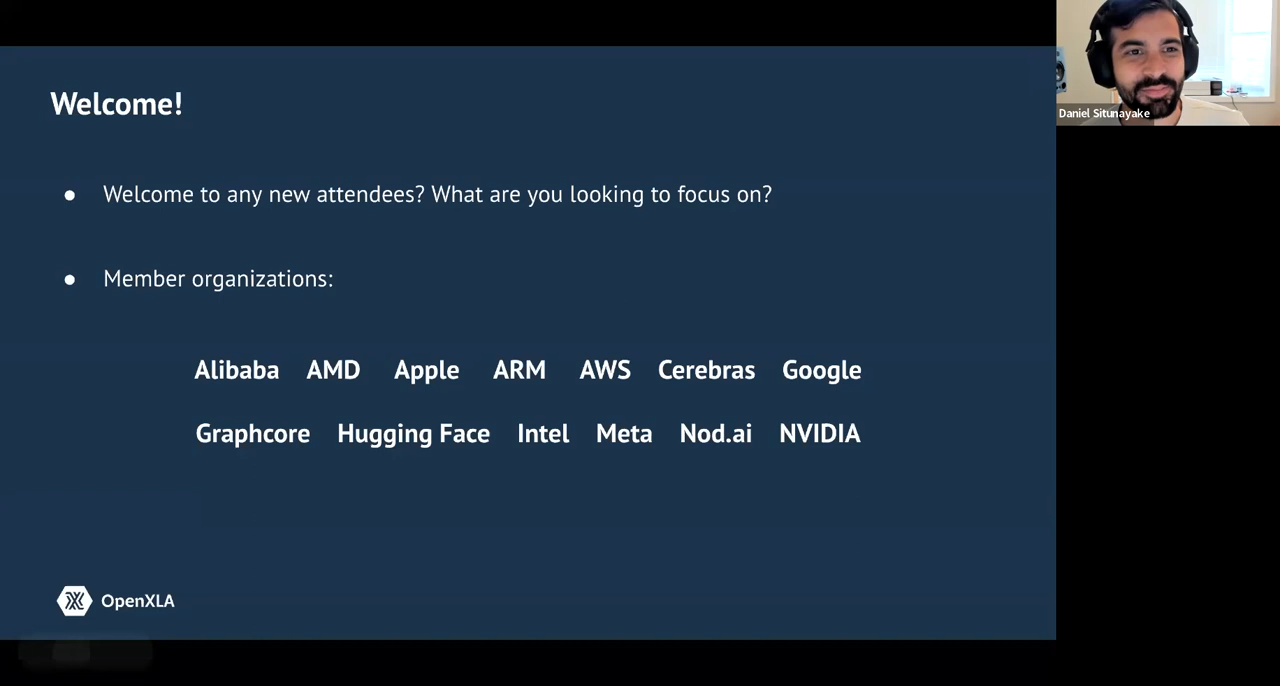 Welcome!
● Welcome to any new attendees? What are you looking to focus on?
● Member organizations:
Alibaba AMD Apple ARM AWS Cerebras Google
Graphcore Hugging Face Intel Meta Nod.ai NVIDIA
OpenXLA
Daniel Situnayake